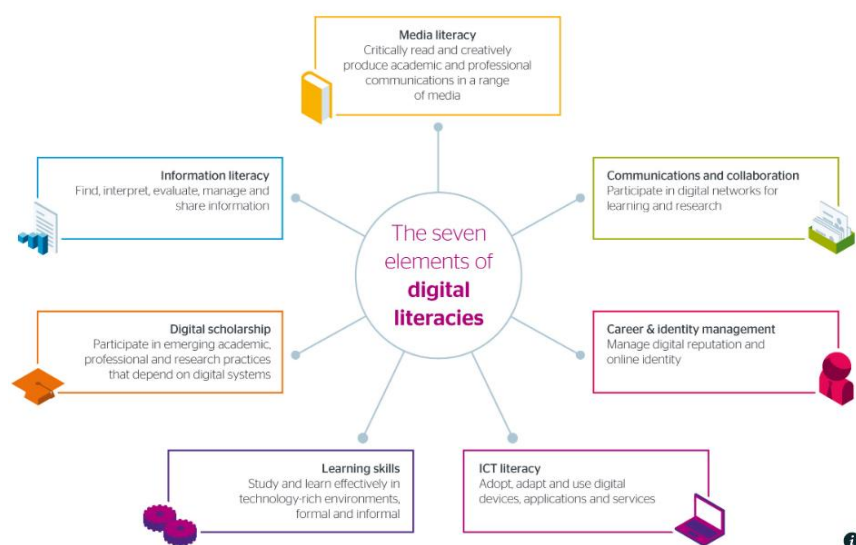 Media literacy
Critically read and creatively
produce academic and professional
communications in a range
of media
Information literacy
Find, interpret, evaluate, manage and
share information
Communications and collaboration
Participate in digital networks for
learning and research
The seven
elements of
digital
literacies
Digital scholarship
Participate in emerging academic,
professional and research practices
that depend on digital systems
Career & identity management
Manage digital reputation and
online identity
Learning skills
Study and learn effectively in
technology-rich environments,
formal and informal
ICT literacy
Adopt, adapt and use digital
devices, applications and services
i